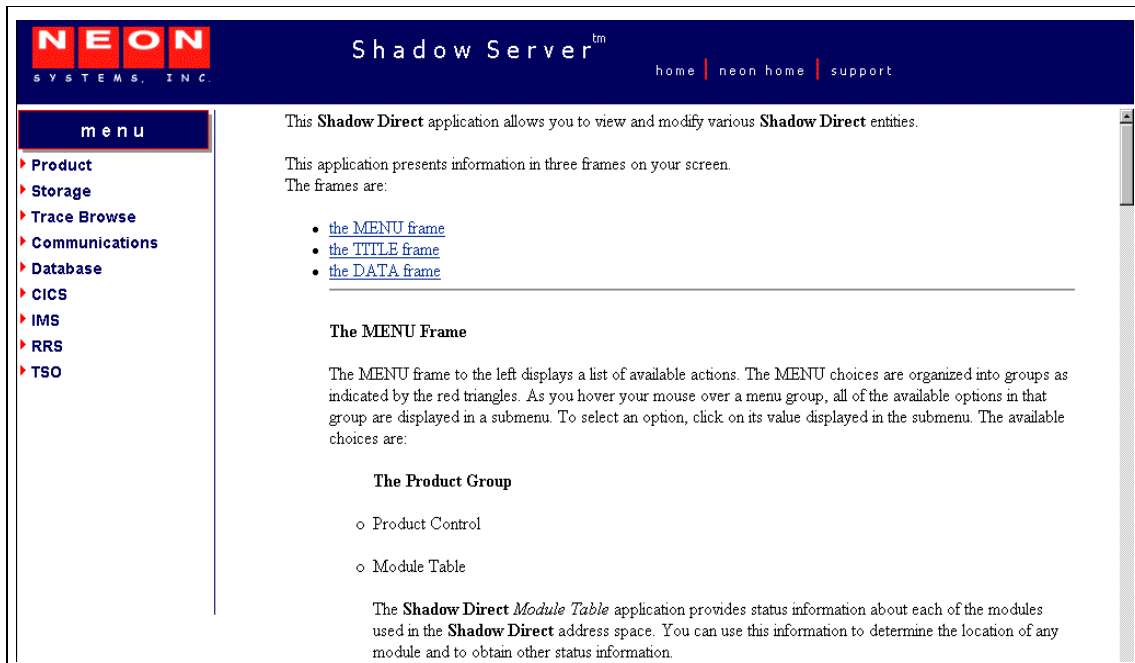 NEON
SYSTEMS, INC.
Shadow Server tm
home | neon home | support
menu
Product
Storage
Trace Browse
Communications
Database
CICS
IMS
RRS
TSO
This Shadow Direct application allows you to view and modify various Shadow Direct entities.
This application presents information in three frames on your screen.
The frames are:
• the MENU frame
• the TITLE frame
• the DATA frame
The MENU Frame
The MENU frame to the left displays a list of available actions. The MENU choices are organized into groups as
indicated by the red triangles. As you hover your mouse over a menu group, all of the available options in that
group are displayed in a submenu. To select an option, click on its value displayed in the submenu. The available
choices are:
The Product Group
o Product Control
o Module Table
The Shadow Direct Module Table application provides status information about each of the modules
used in the Shadow Direct address space. You can use this information to determine the location of any
module and to obtain other status information.